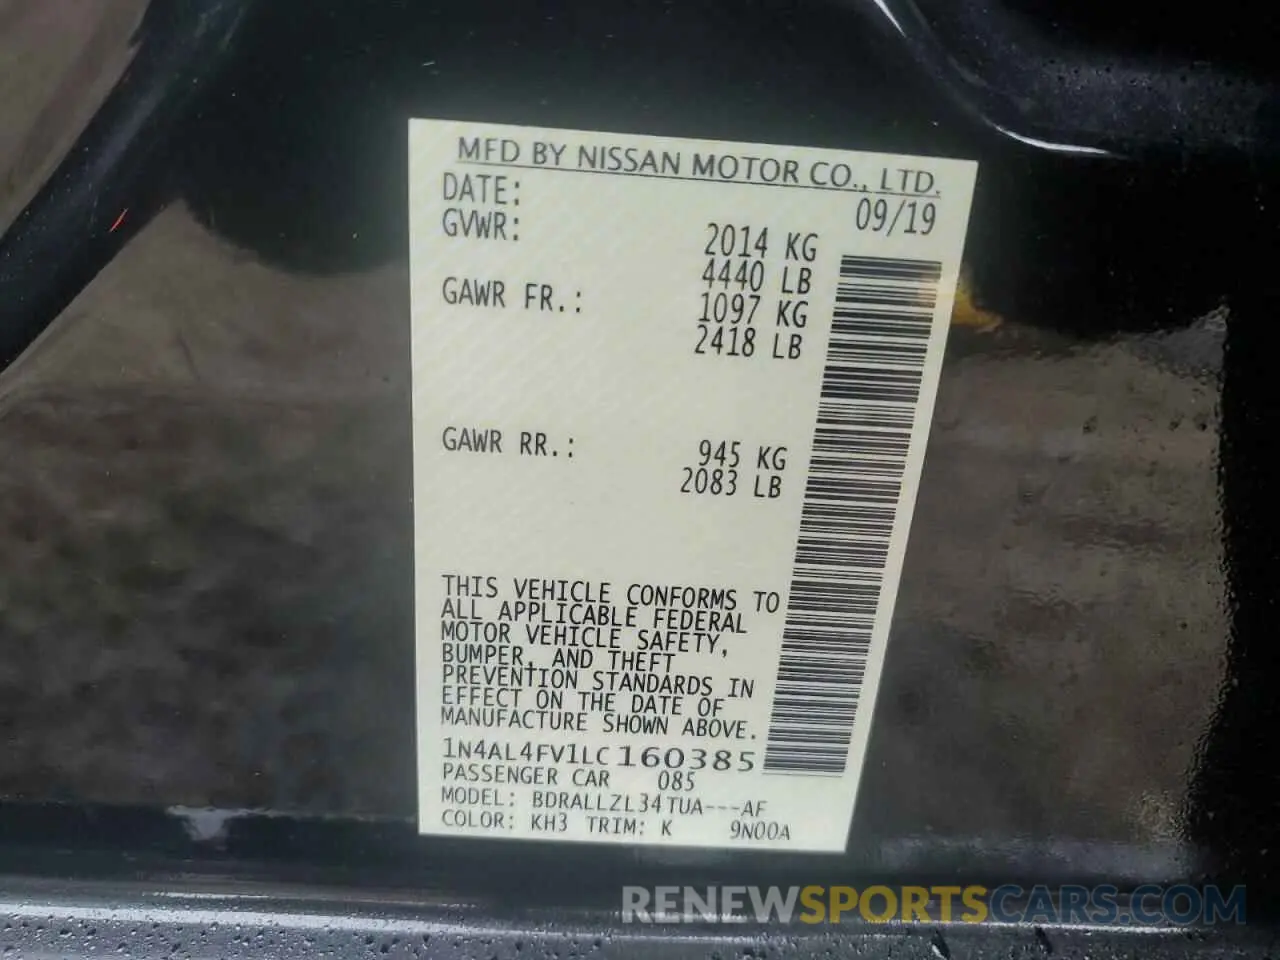 MFD BY NISSAN MOTOR CO., LTD.
DATE: 09/19
GVWR: 2014 KG
4440 LB
GAWR FR.: 1097 KG
2418 LB
GAWR RR.: 945 KG
2083 LB
THIS VEHICLE CONFORMS TO
ALL APPLICABLE FEDERAL
MOTOR VEHICLE SAFETY,
BUMPER, AND THEFT
PREVENTION STANDARDS IN
EFFECT ON THE DATE OF
MANUFACTURE SHOWN ABOVE.
1N4AL4FV1LC160385
PASSENGER CAR 085
MODEL: BDRALLZL34TUA---AF
COLOR: KH3 TRIM: K 9N00A
RENEWSPORTSCARS.COM